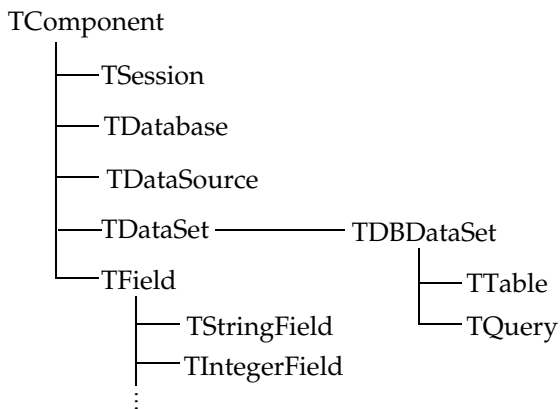 TComponent
TSession
TDatabase
TDataSource
TDataSet TDBDataSet
TField TTable
TStringField TQuery
TIntegerField